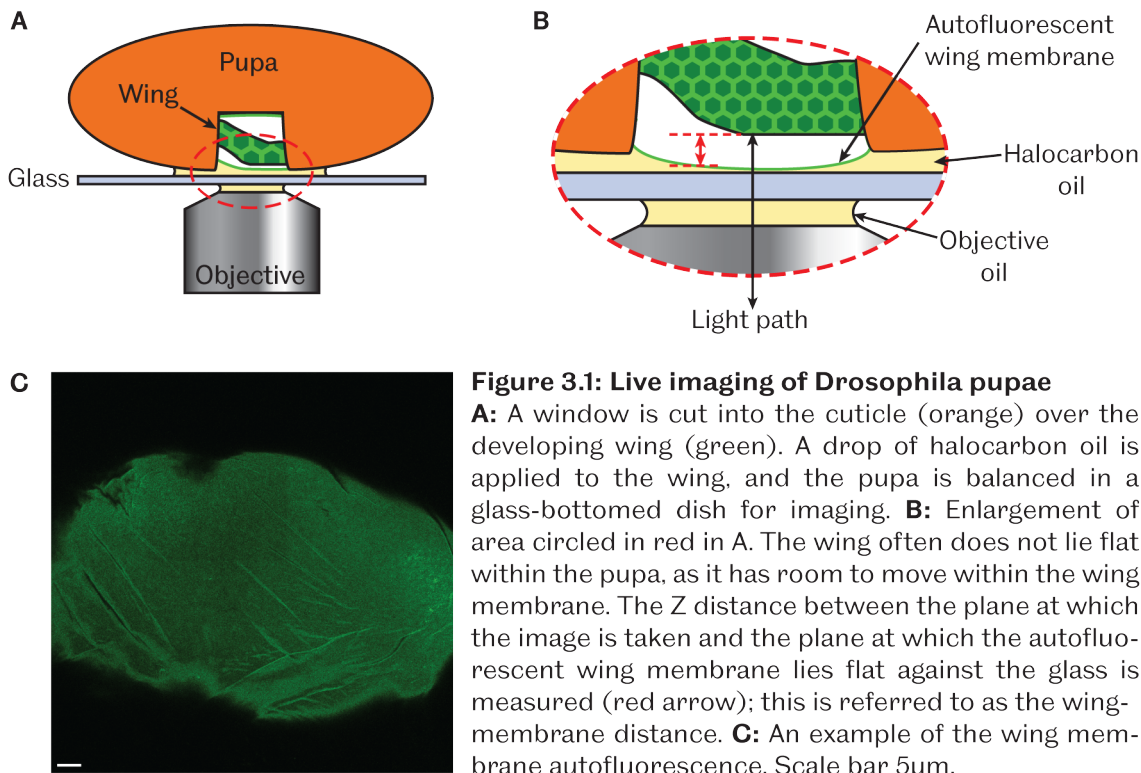 A
Pupa
Wing
Glass
Objective
B
Autofluorescent
wing membrane
Halocarbon
oil
Objective
oil
Light path
C
Figure 3.1: Live imaging of Drosophila pupae
A: A window is cut into the cuticle (orange) over the
developing wing (green). A drop of halocarbon oil is
applied to the wing, and the pupa is balanced in a
glass-bottomed dish for imaging. B: Enlargement of
area circled in red in A. The wing often does not lie flat
within the pupa, as it has room to move within the wing
membrane. The Z distance between the plane at which
the image is taken and the plane at which the autofluo-
rescent wing membrane lies flat against the glass is
measured (red arrow); this is referred to as the wing-
membrane distance. C: An example of the wing mem-
brane autofluorescence. Scale bar 5um.